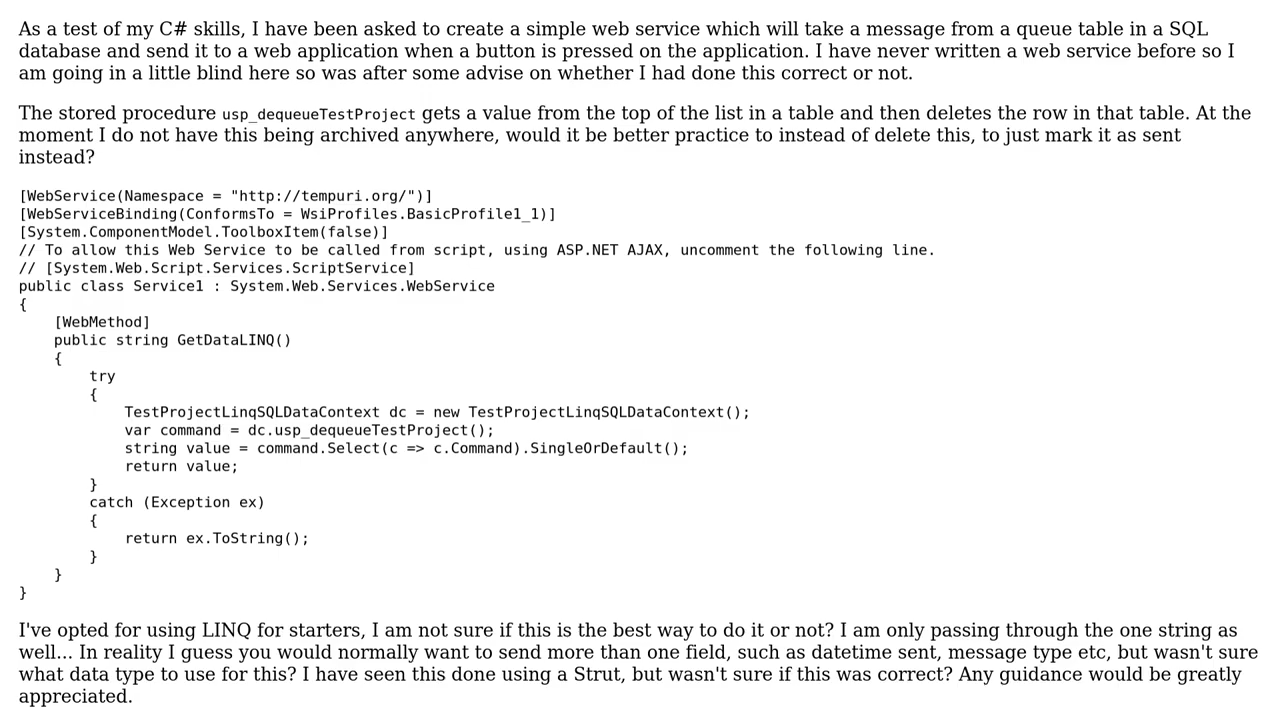 As a test of my C# skills, I have been asked to create a simple web service which will take a message from a queue table in a SQL
database and send it to a web application when a button is pressed on the application. I have never written a web service before so I
am going in a little blind here so was after some advise on whether I had done this correct or not.
The stored procedure usp_dequeueTestProject gets a value from the top of the list in a table and then deletes the row in that table. At the
moment I do not have this being archived anywhere, would it be better practice to instead of delete this, to just mark it as sent
instead?
[WebService(Namespace = "http://tempuri.org/")]
[WebServiceBinding(ConformsTo = WsiProfiles.BasicProfile1_1)]
[System.ComponentModel.ToolboxItem(false)]
// To allow this Web Service to be called from script, using ASP.NET AJAX, uncomment the following line.
// [System.Web.Script.Services.ScriptService]
public class Service1 : System.Web.Services.WebService
{
    [WebMethod]
    public string GetDataLINQ()
    {
        try
        {
            TestProjectLinqSQLDataContext dc = new TestProjectLinqSQLDataContext();
            var command = dc.usp_dequeueTestProject();
            string value = command.Select(c => c.Command).SingleOrDefault();
            return value;
        }
        catch (Exception ex)
        {
            return ex.ToString();
        }
    }
}
I've opted for using LINQ for starters, I am not sure if this is the best way to do it or not? I am only passing through the one string as
well... In reality I guess you would normally want to send more than one field, such as datetime sent, message type etc, but wasn't sure
what data type to use for this? I have seen this done using a Strut, but wasn't sure if this was correct? Any guidance would be greatly
appreciated.